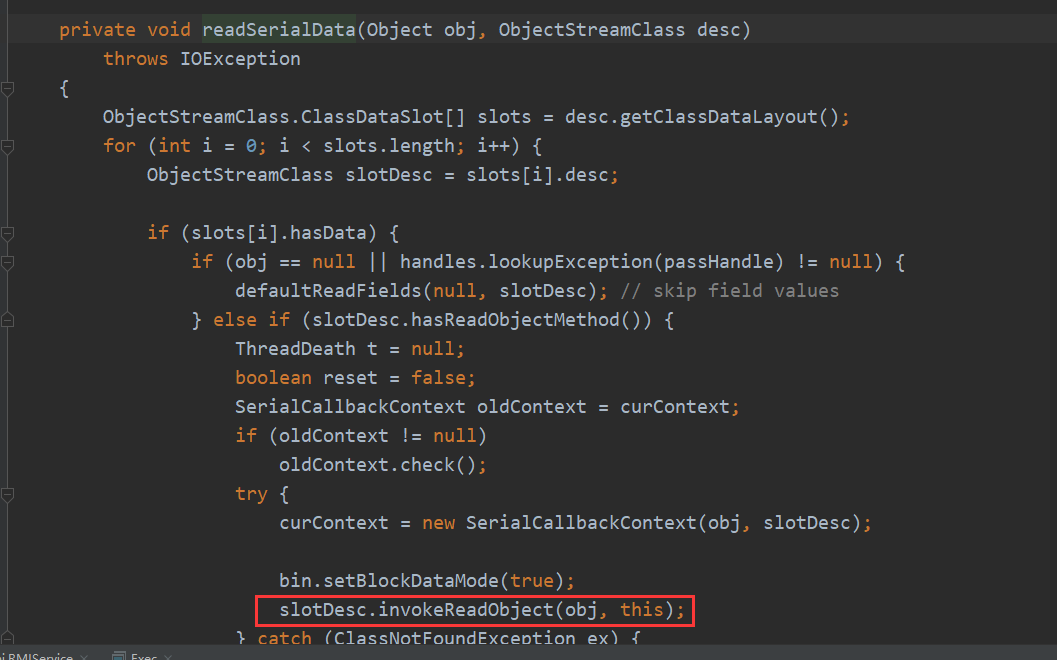 private void readSerialData(Object obj, ObjectStreamClass desc)
throws IOException
{
ObjectStreamClass.ClassDataSlot[] slots = desc.getClassDataLayout();
for (int i = 0; i < slots.length; i++) {
ObjectStreamClass slotDesc = slots[i].desc;
if (slots[i].hasData) {
if (obj == null || handles.lookupException(passHandle) != null) {
defaultReadFields(null, slotDesc); // skip field values
} else if (slotDesc.hasReadObjectMethod()) {
ThreadDeath t = null;
boolean reset = false;
SerialCallbackContext oldContext = curContext;
if (oldContext != null)
oldContext.check();
try {
curContext = new SerialCallbackContext(obj, slotDesc);
bin.setBlockDataMode(true);
slotDesc.invokeReadObject(obj, this);
} catch (ClassNotFoundException ex) {
RMIService × Exec ×